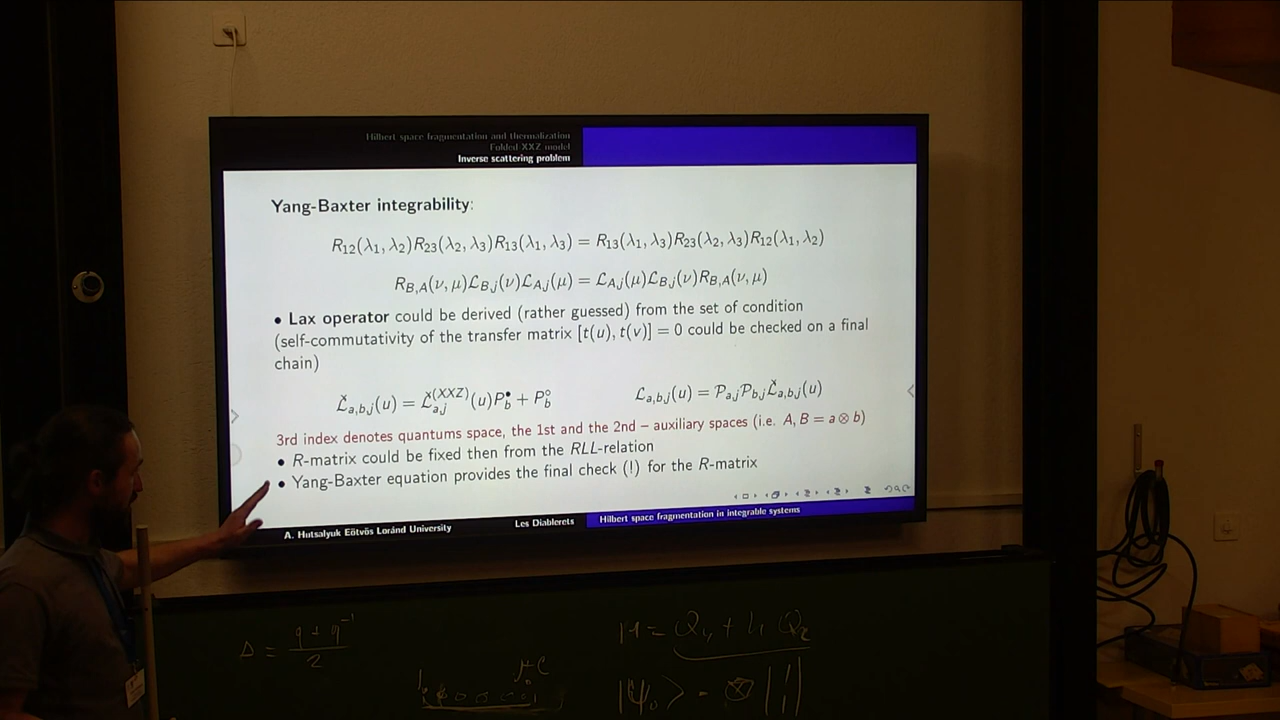 Hilbert space fragmentation and thermalization
Folded XXZ model
Inverse scattering problem
Yang-Baxter integrability:
R₁₂(λ₁, λ₂)R₂₃(λ₂, λ₃)R₁₃(λ₁, λ₃) = R₁₃(λ₁, λ₃)R₂₃(λ₂, λ₃)R₁₂(λ₁, λ₂)
R_{B,A}(ν, μ)ℒ_{B,j}(ν)ℒ_{A,j}(μ) = ℒ_{A,j}(μ)ℒ_{B,j}(ν)R_{B,A}(ν, μ)
• Lax operator could be derived (rather guessed) from the set of condition
(self-commutativity of the transfer matrix [t(u), t(v)] = 0 could be checked on a final
chain)
ℒ̌_{a,b,j}(u) = ℒ̌_{a,j}^{(XXZ)}(u)P_b^• + P_b^° ℒ_{a,b,j}(u) = 𝒫_{a,j}𝒫_{b,j}ℒ̌_{a,b,j}(u)
3rd index denotes quantums space, the 1st and the 2nd – auxiliary spaces (i.e. A, B = a ⊗ b)
• R-matrix could be fixed then from the RLL-relation
• Yang-Baxter equation provides the final check (!) for the R-matrix
A. Hutsalyuk Eötvös Loránd University Les Diablerets Hilbert space fragmentation in integrable systems
Δ = (q + q⁻¹)/2